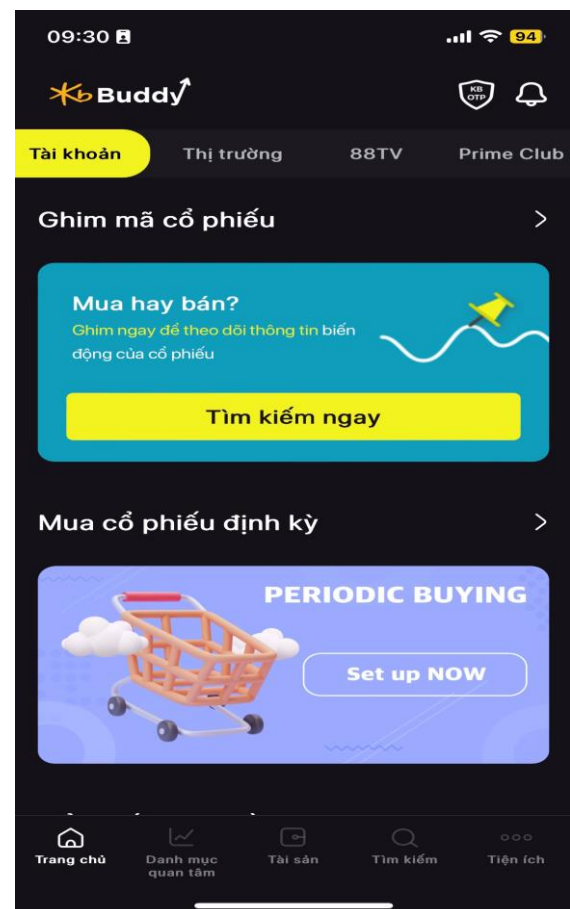 09:30
94
Kb Buddy
KB
OTP
Tài khoản Thị trường 88TV Prime Club
Ghim mã cổ phiếu
Mua hay bán?
Ghim ngay để theo dõi thông tin biến
động của cổ phiếu
Tìm kiếm ngay
Mua cổ phiếu định kỳ
PERIODIC BUYING
Set up NOW
Trang chủ Danh mục Tài sản Tìm kiếm Tiện ích
quan tâm